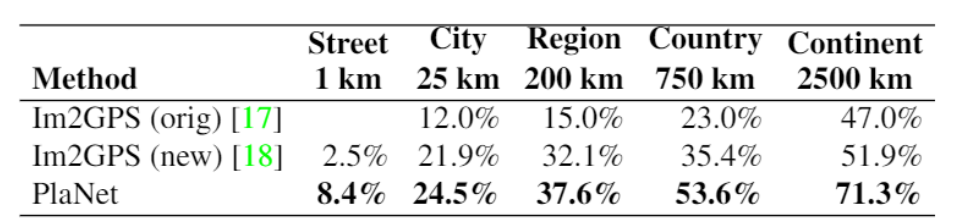 Street City Region Country Continent
Method 1 km 25 km 200 km 750 km 2500 km
Im2GPS (orig) [17] 12.0% 15.0% 23.0% 47.0%
Im2GPS (new) [18] 2.5% 21.9% 32.1% 35.4% 51.9%
PlaNet 8.4% 24.5% 37.6% 53.6% 71.3%